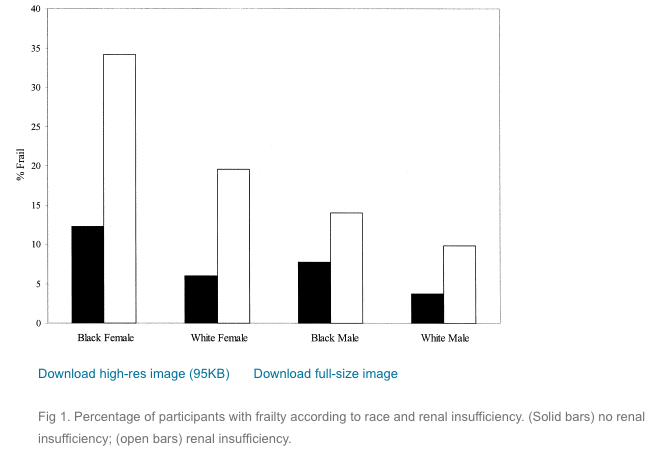 40
35
30
25
20
15
10
5
0
% Frail
Black Female White Female Black Male White Male
Download high-res image (95KB) Download full-size image
Fig 1. Percentage of participants with frailty according to race and renal insufficiency. (Solid bars) no renal
insufficiency; (open bars) renal insufficiency.